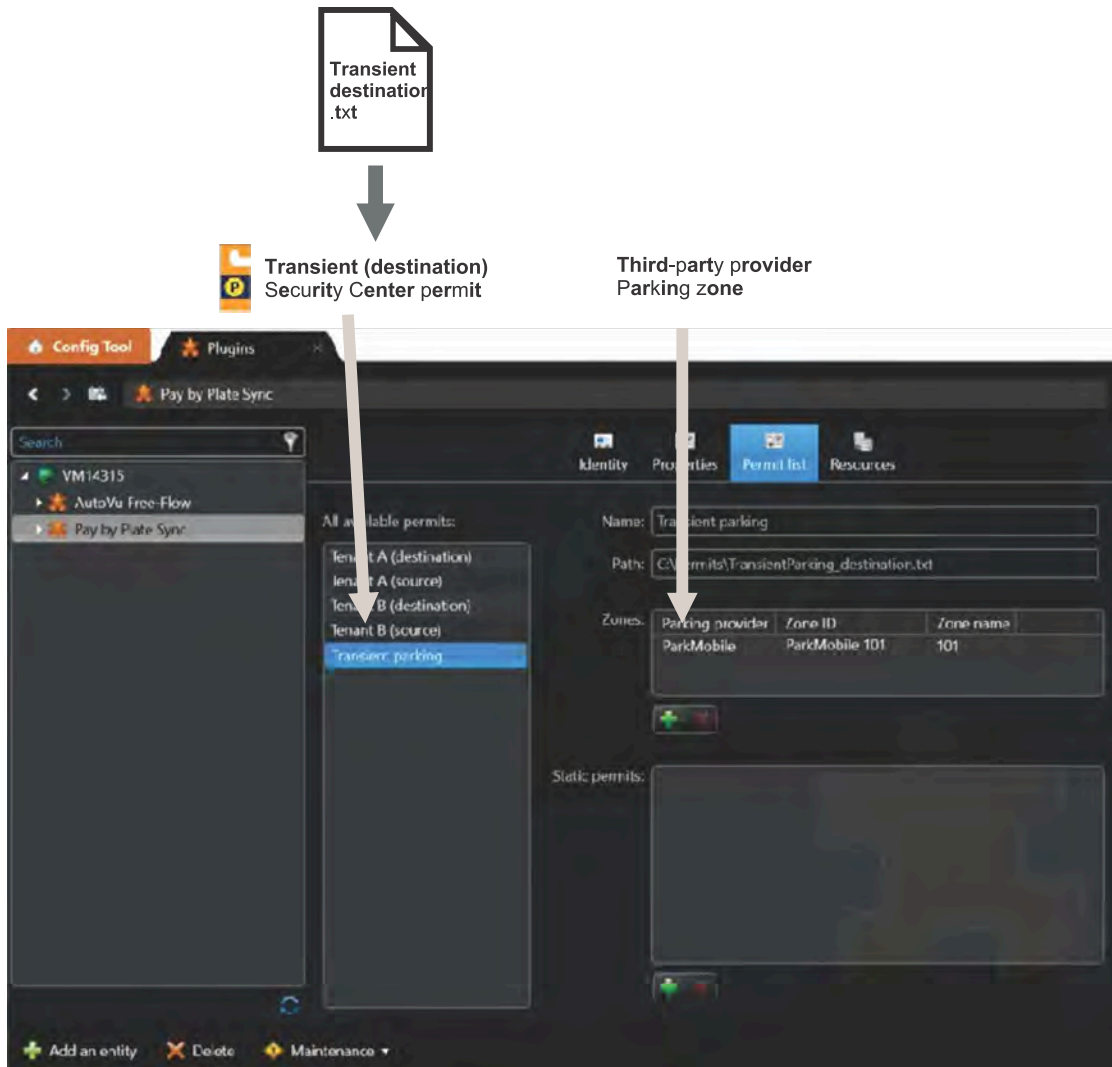 Transient
destination
.txt
Transient (destination)
Security Center permit
Third-party provider
Parking zone
Config Tool
Plugins
Pay by Plate Sync
Search
VM14315
AutoVu Free-Flow
Pay by Plate Sync
Identity
Properties
Permit list
Resources
All available permits:
Tenant A (destination)
Tenant A (source)
Tenant B (destination)
Tenant B (source)
Transient parking
Name: Transient parking
Path: C:\Permits\TransientParking_destination.txt
Zones: Parking provider Zone ID Zone name
ParkMobile ParkMobile 101 101
Static permits:
Add an entity Delete Maintenance